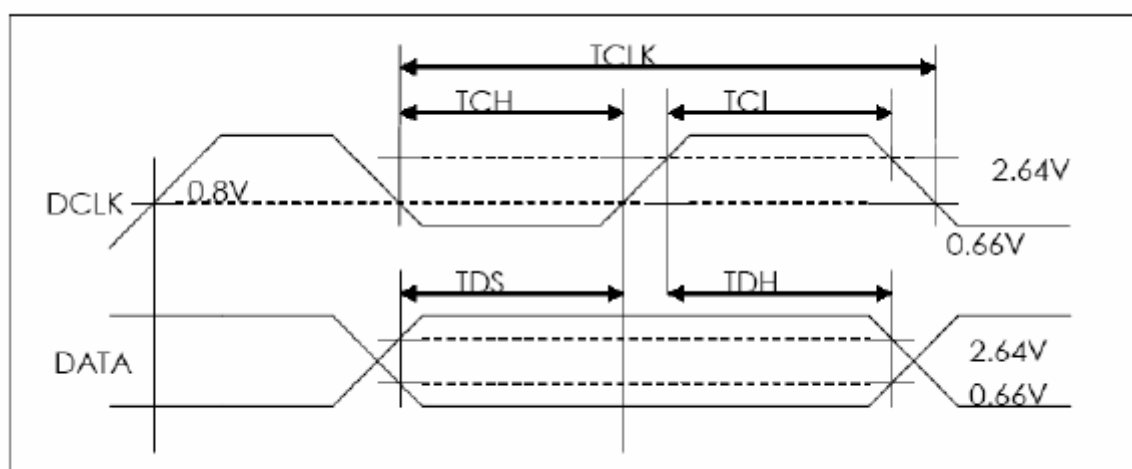 TCLK
TCH TCL
2.64V
DCLK 0.8V
0.66V
TDS TDH
2.64V
DATA
0.66V